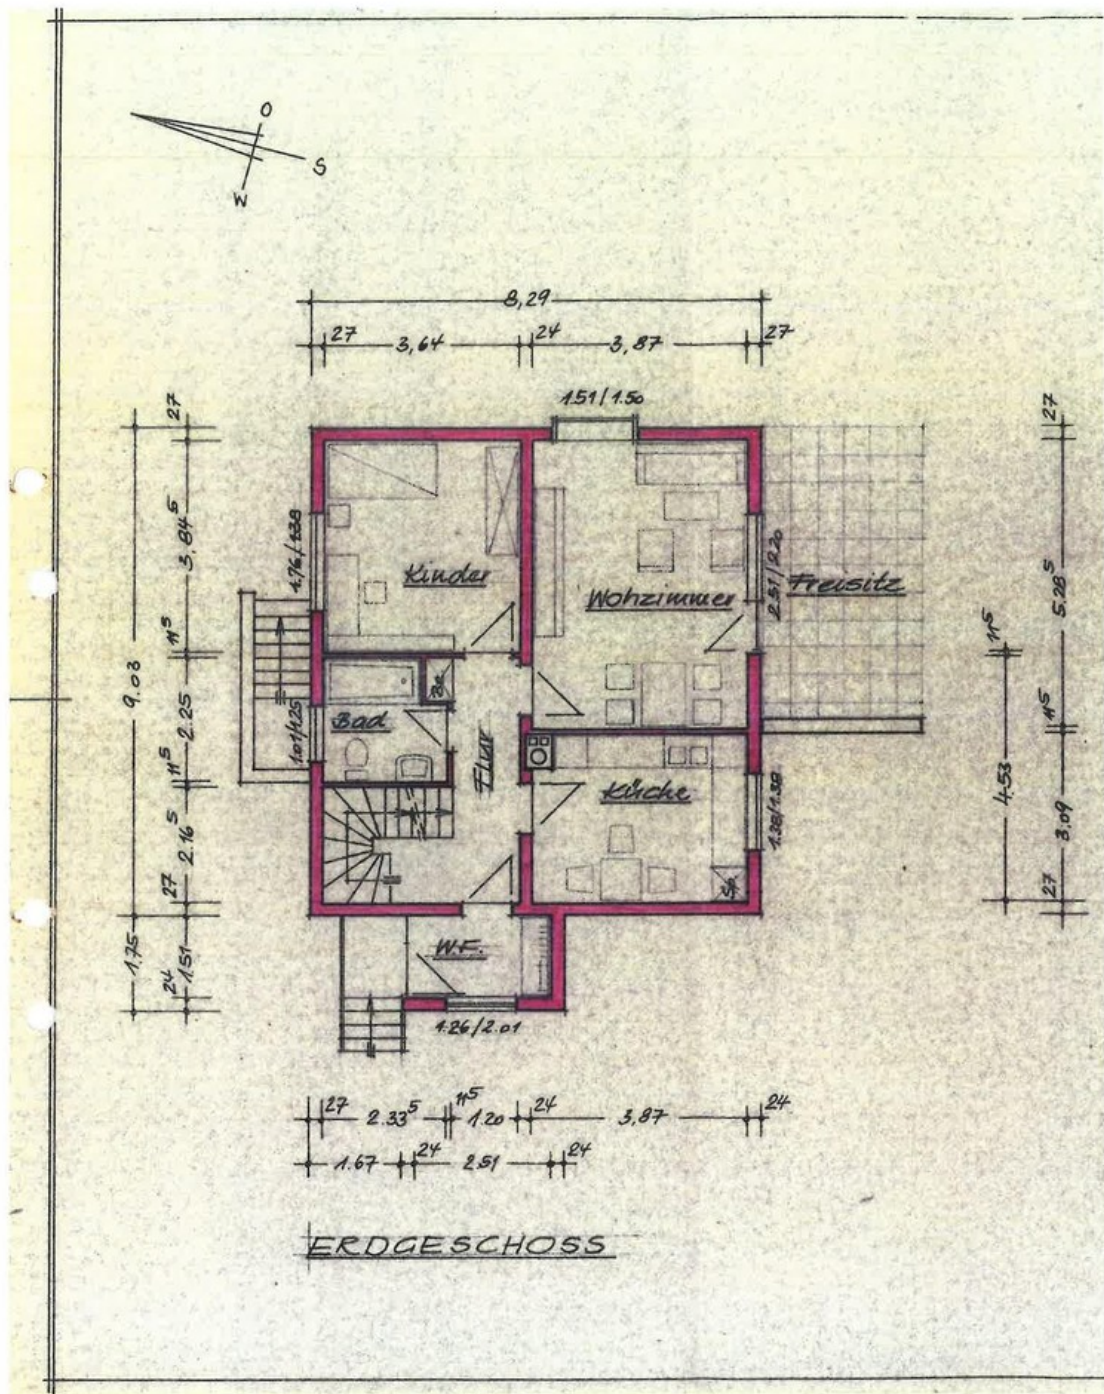 O
S
W
8,29
27 3,64 24 3,87 27
1.51/1.50
27
3,84⁵
11⁵
2.25
11⁵
2.16⁵
27
1.51
24
9.03
1.75
1.76/1.38
1.01/1.25
Kinder
Wohzimmer
2.51/2.20
Freisitz
Bad
Be
Flur
Küche
1.28/1.38
Sp
W.F.
1.26/2.01
27
5.28⁵
11⁵
3.09
27
11⁵
4.53
27 2.33⁵ 11⁵ 1.20 24 3,87 24
1.67 24 2.51 24
ERDGESCHOSS